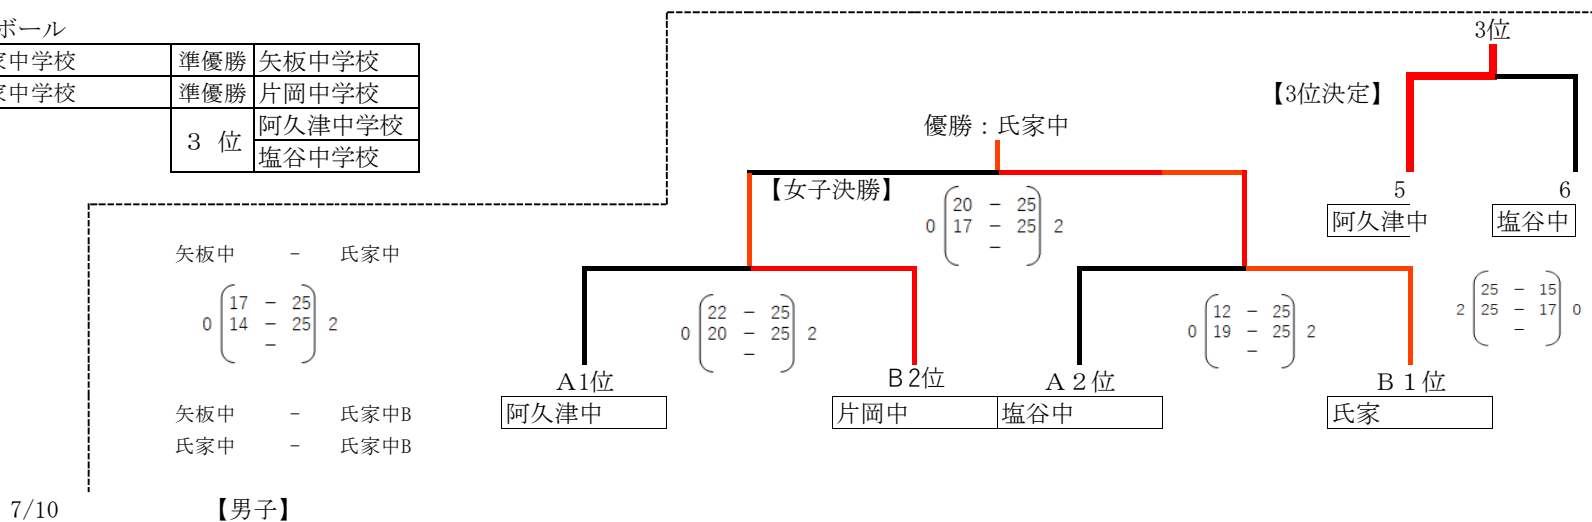 ボール
家中学校 準優勝 矢板中学校
家中学校 準優勝 片岡中学校
３ 位 阿久津中学校
塩谷中学校
3位
【3位決定】
5 6
阿久津中 塩谷中
2 25 － 15 0
25 － 17
－
優勝：氏家中
【女子決勝】
0 20 － 25 2
17 － 25
－
0 22 － 25 2
20 － 25
－
0 12 － 25 2
19 － 25
－
Ａ1位 Ｂ2位 Ａ２位 Ｂ１位
阿久津中 片岡中 塩谷中 氏家
矢板中 － 氏家中
0 17 － 25 2
14 － 25
－
矢板中 － 氏家中B
氏家中 － 氏家中B
7/10 【男子】